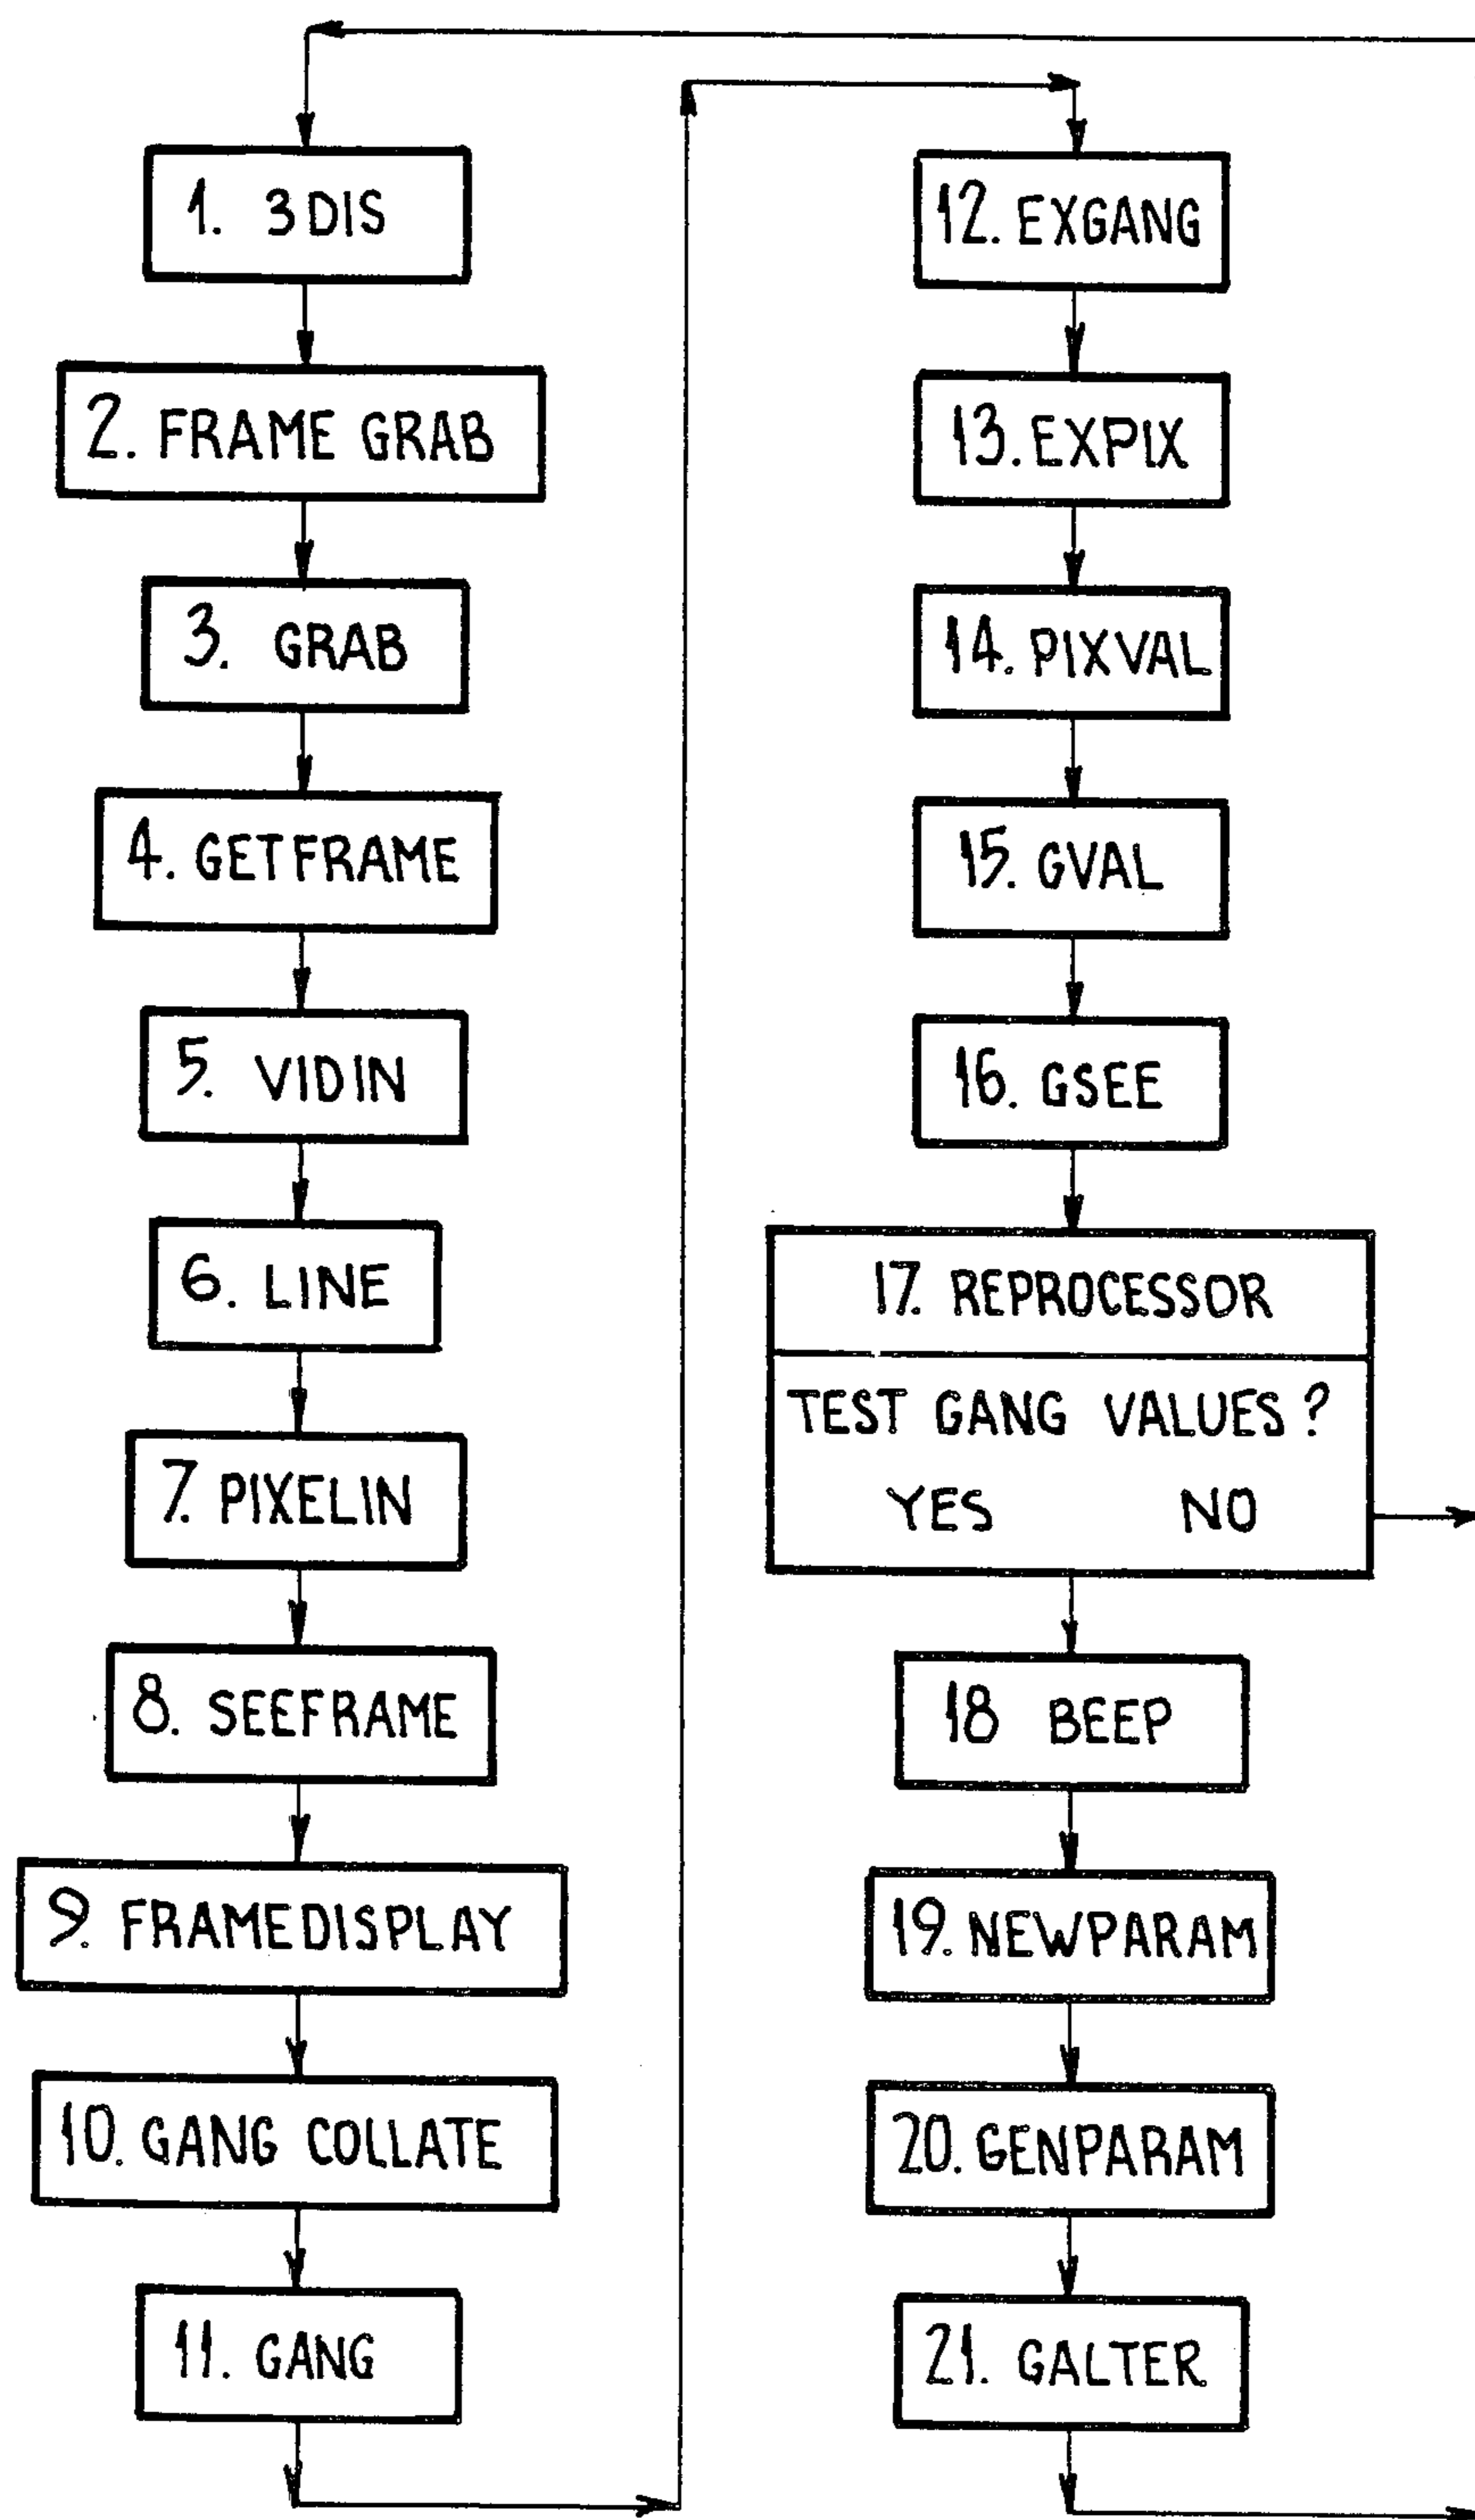 1. 3DIS
2. FRAME GRAB
3. GRAB
4. GETFRAME
5. VIDIN
6. LINE
7. PIXELIN
8. SEEFRAME
9. FRAMEDISPLAY
10. GANG COLLATE
11. GANG
12. EXGANG
13. EXPIX
14. PIXVAL
15. GVAL
16. GSEE
17. REPROCESSOR
TEST GANG VALUES ?
YES NO
18 BEEP
19. NEWPARAM
20. GENPARAM
21. GALTER